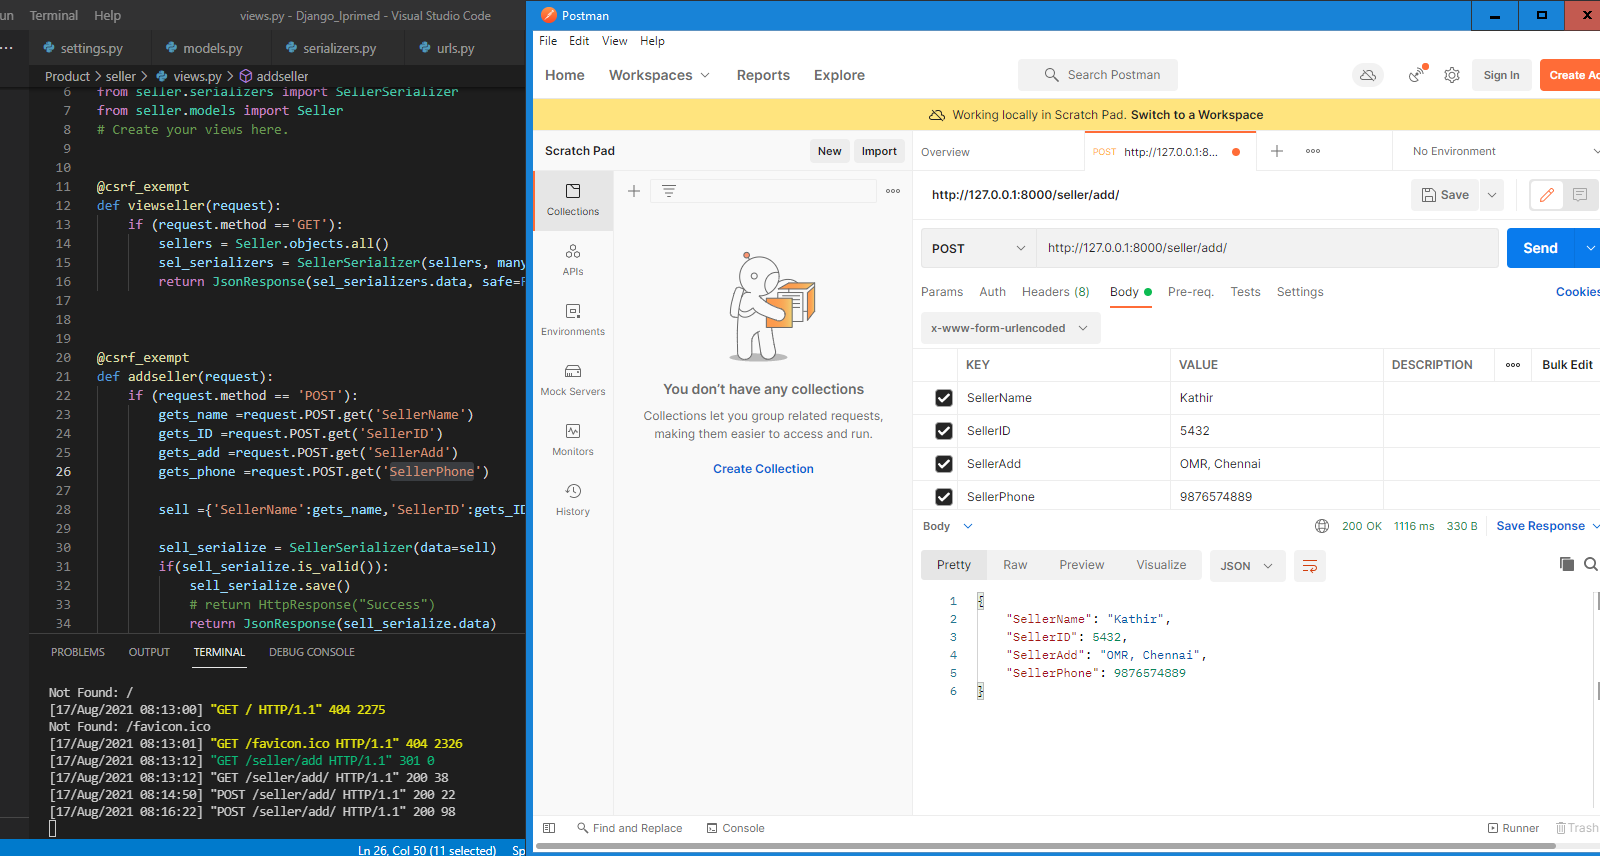 un Terminal Help views.py - Django_Iprimed - Visual Studio Code
settings.py models.py serializers.py urls.py
Product > seller > views.py > addseller
6 from seller.serializers import SellerSerializer
7 from seller.models import Seller
8 # Create your views here.
9
10
11 @csrf_exempt
12 def viewseller(request):
13 if (request.method =='GET'):
14 sellers = Seller.objects.all()
15 sel_serializers = SellerSerializer(sellers, many
16 return JsonResponse(sel_serializers.data, safe=F
17
18
19
20 @csrf_exempt
21 def addseller(request):
22 if (request.method == 'POST'):
23 gets_name =request.POST.get('SellerName')
24 gets_ID =request.POST.get('SellerID')
25 gets_add =request.POST.get('SellerAdd')
26 gets_phone =request.POST.get('SellerPhone')
27
28 sell ={'SellerName':gets_name,'SellerID':gets_ID
29
30 sell_serialize = SellerSerializer(data=sell)
31 if(sell_serialize.is_valid()):
32 sell_serialize.save()
33 # return HttpResponse("Success")
34 return JsonResponse(sell_serialize.data)
PROBLEMS OUTPUT TERMINAL DEBUG CONSOLE
Not Found: /
[17/Aug/2021 08:13:00] "GET / HTTP/1.1" 404 2275
Not Found: /favicon.ico
[17/Aug/2021 08:13:01] "GET /favicon.ico HTTP/1.1" 404 2326
[17/Aug/2021 08:13:12] "GET /seller/add HTTP/1.1" 301 0
[17/Aug/2021 08:13:12] "GET /seller/add/ HTTP/1.1" 200 38
[17/Aug/2021 08:14:50] "POST /seller/add/ HTTP/1.1" 200 22
[17/Aug/2021 08:16:22] "POST /seller/add/ HTTP/1.1" 200 98
Ln 26, Col 50 (11 selected) Sp
Postman
File Edit View Help
Home Workspaces Reports Explore Search Postman Sign In Create Ac
Working locally in Scratch Pad. Switch to a Workspace
Scratch Pad New Import
Collections
APIs
Environments
Mock Servers
Monitors
History
You don't have any collections
Collections let you group related requests,
making them easier to access and run.
Create Collection
Overview POST http://127.0.0.1:8... No Environment
http://127.0.0.1:8000/seller/add/ Save
POST http://127.0.0.1:8000/seller/add/ Send
Params Auth Headers (8) Body Pre-req. Tests Settings Cookies
x-www-form-urlencoded
KEY VALUE DESCRIPTION Bulk Edit
SellerName Kathir
SellerID 5432
SellerAdd OMR, Chennai
SellerPhone 9876574889
Body 200 OK 1116 ms 330 B Save Response
Pretty Raw Preview Visualize JSON
1 {
2 "SellerName": "Kathir",
3 "SellerID": 5432,
4 "SellerAdd": "OMR, Chennai",
5 "SellerPhone": 9876574889
6 }
Find and Replace Console Runner Trash